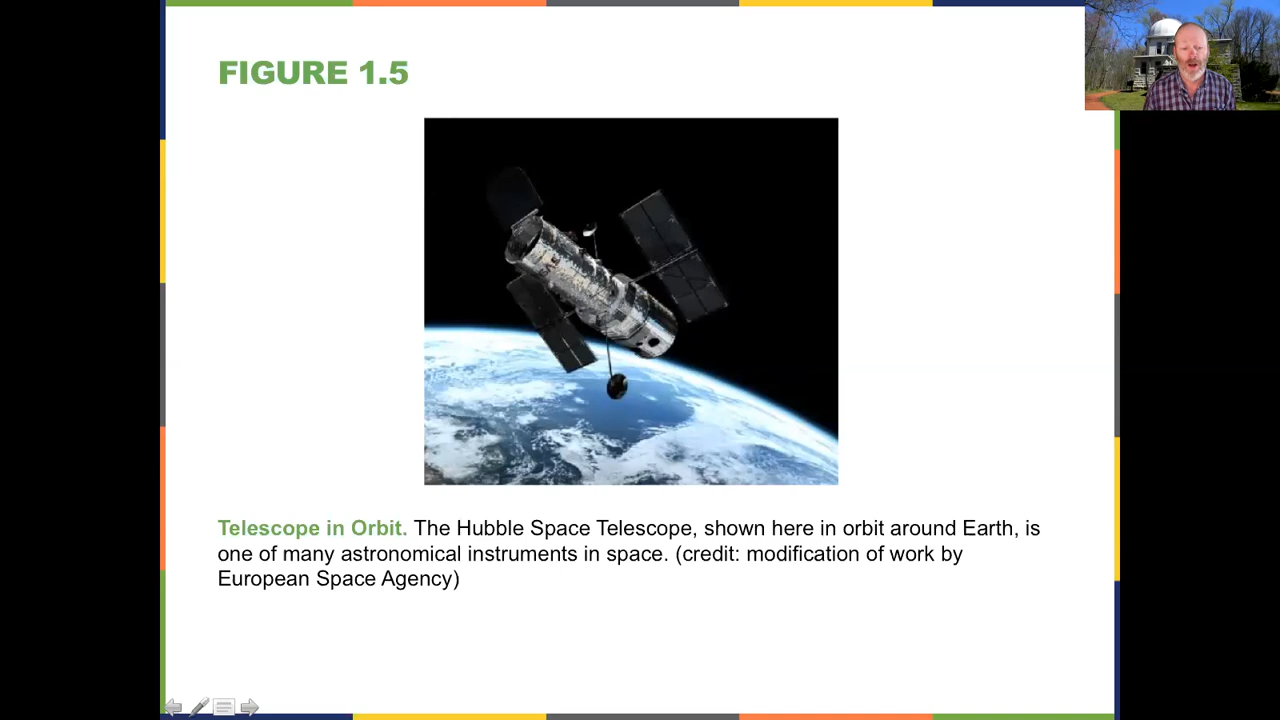 FIGURE 1.5
Telescope in Orbit. The Hubble Space Telescope, shown here in orbit around Earth, is
one of many astronomical instruments in space. (credit: modification of work by
European Space Agency)